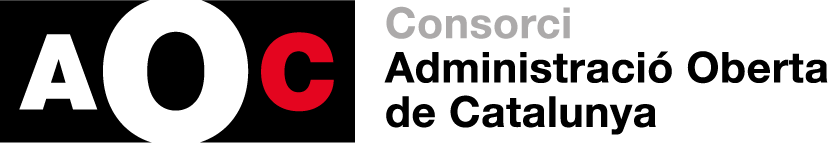 AOC
Consorci
Administració Oberta
de Catalunya